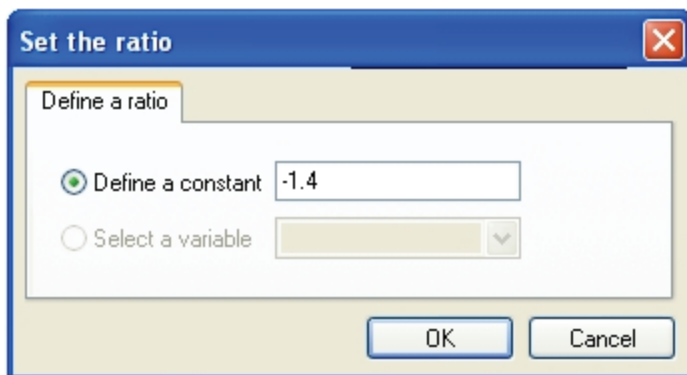 Set the ratio
Define a ratio
Define a constant -1.4
Select a variable
OK Cancel